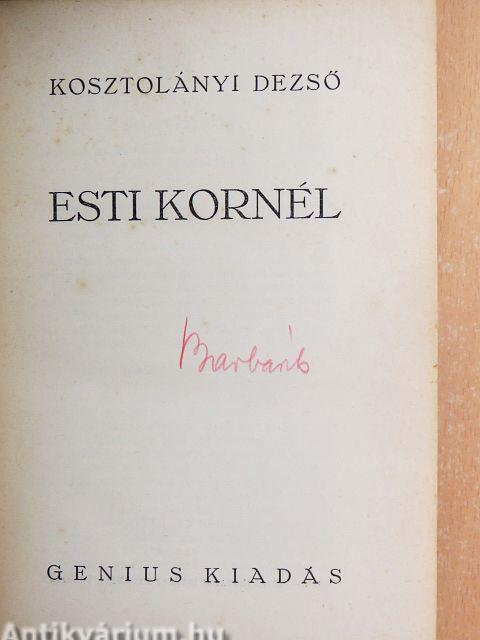 KOSZTOLÁNYI DEZSŐ
ESTI KORNÉL
GENIUS KIADÁS
Antikvárium.hu